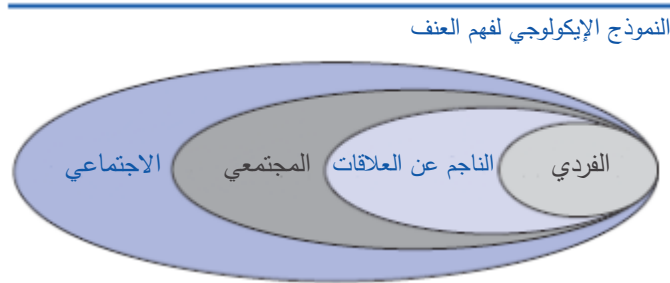 النموذج الإيكولوجي لفهم العنف
الفردي الناجم عن العلاقات المجتمعي الاجتماعي